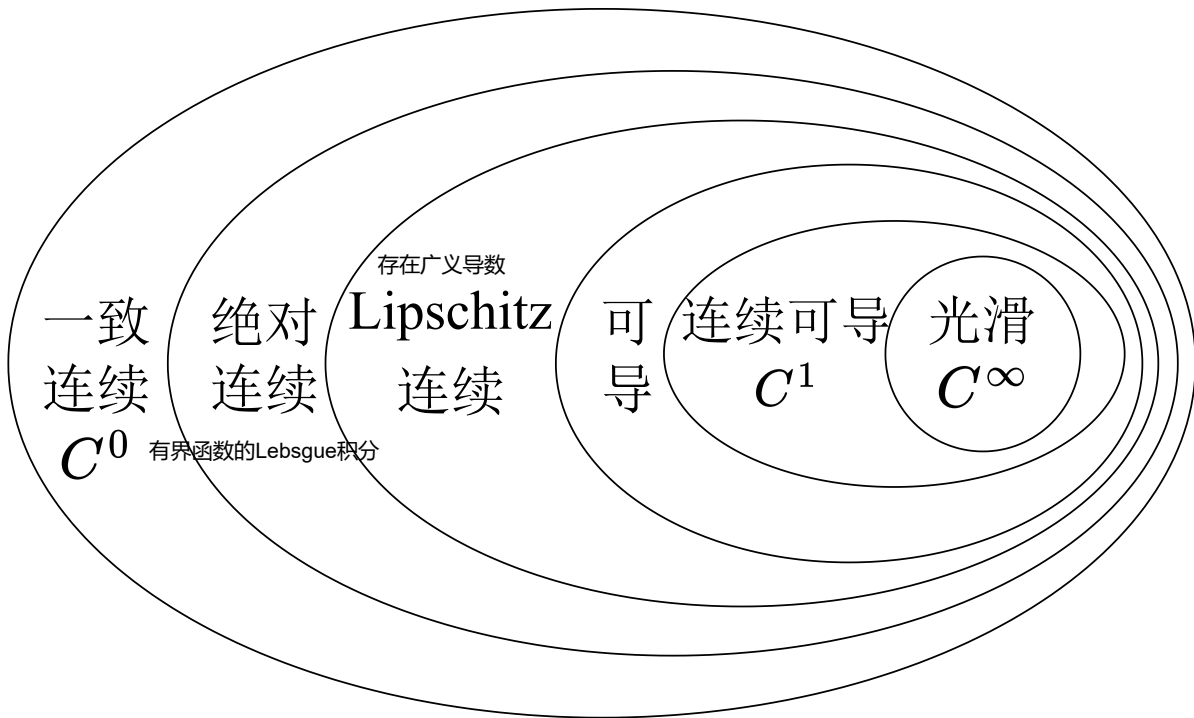 一致
连续
C⁰
绝对
连续
有界函数的Lebsgue积分
存在广义导数
Lipschitz
连续
可
导
连续可导
C¹
光滑
C∞